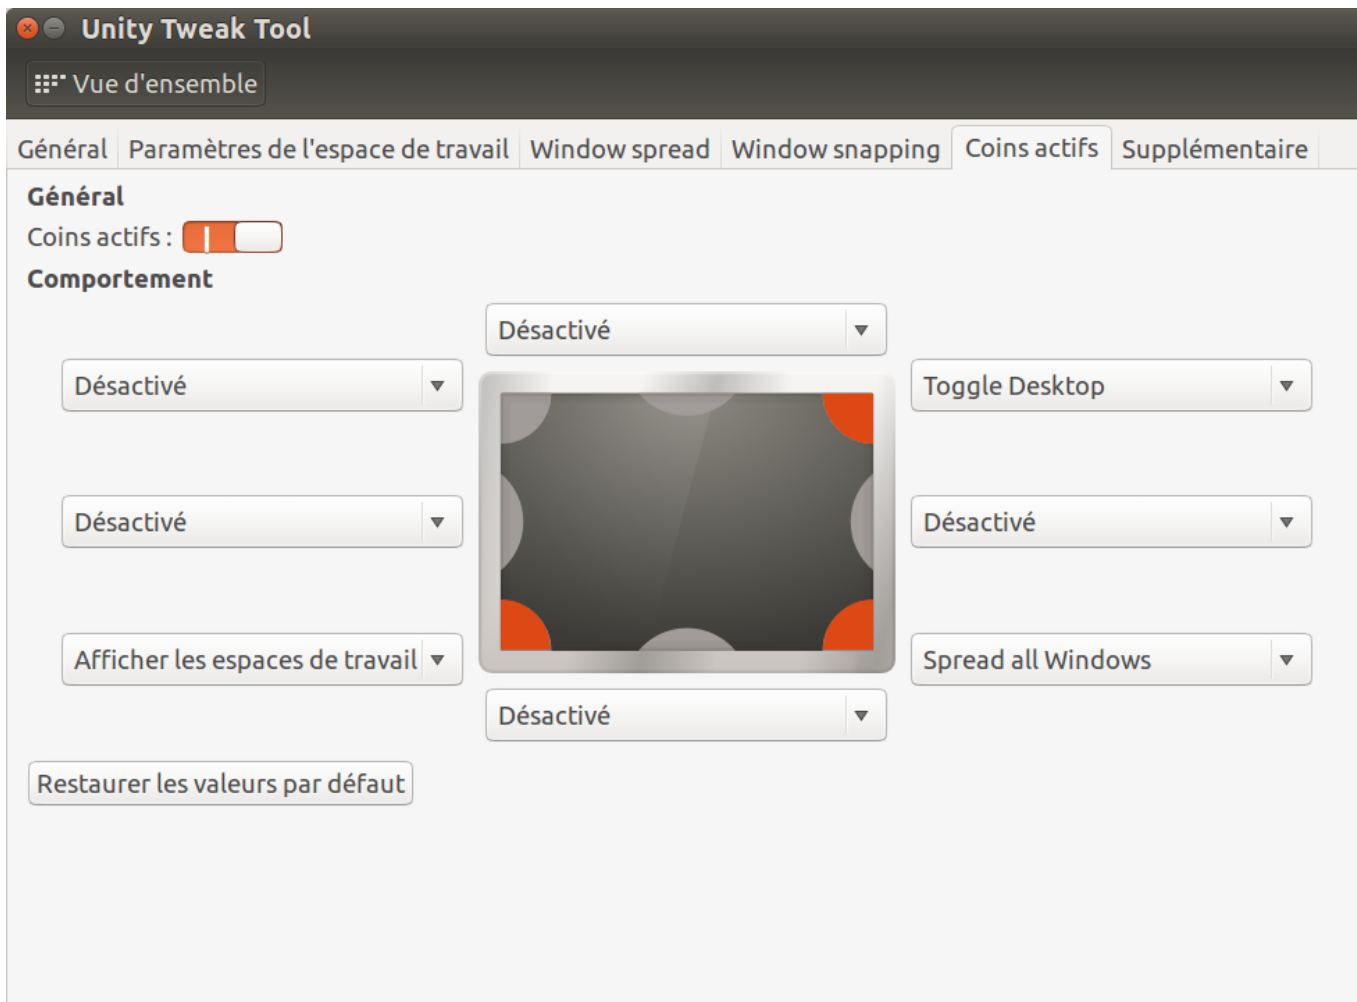 Unity Tweak Tool
Vue d'ensemble
Général Paramètres de l'espace de travail Window spread Window snapping Coins actifs Supplémentaire
Général
Coins actifs :
Comportement
Désactivé
Désactivé Toggle Desktop
Désactivé Désactivé
Afficher les espaces de travail Spread all Windows
Désactivé
Restaurer les valeurs par défaut